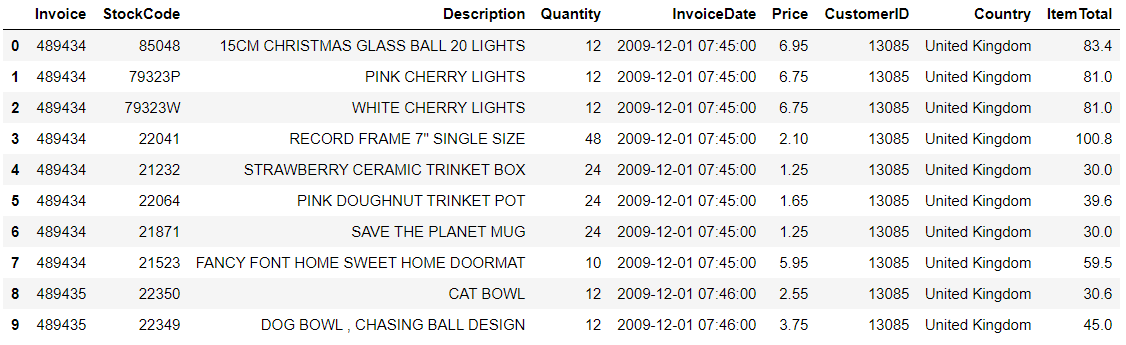 Invoice StockCode Description Quantity InvoiceDate Price CustomerID Country ItemTotal
0 489434 85048 15CM CHRISTMAS GLASS BALL 20 LIGHTS 12 2009-12-01 07:45:00 6.95 13085 United Kingdom 83.4
1 489434 79323P PINK CHERRY LIGHTS 12 2009-12-01 07:45:00 6.75 13085 United Kingdom 81.0
2 489434 79323W WHITE CHERRY LIGHTS 12 2009-12-01 07:45:00 6.75 13085 United Kingdom 81.0
3 489434 22041 RECORD FRAME 7" SINGLE SIZE 48 2009-12-01 07:45:00 2.10 13085 United Kingdom 100.8
4 489434 21232 STRAWBERRY CERAMIC TRINKET BOX 24 2009-12-01 07:45:00 1.25 13085 United Kingdom 30.0
5 489434 22064 PINK DOUGHNUT TRINKET POT 24 2009-12-01 07:45:00 1.65 13085 United Kingdom 39.6
6 489434 21871 SAVE THE PLANET MUG 24 2009-12-01 07:45:00 1.25 13085 United Kingdom 30.0
7 489434 21523 FANCY FONT HOME SWEET HOME DOORMAT 10 2009-12-01 07:45:00 5.95 13085 United Kingdom 59.5
8 489435 22350 CAT BOWL 12 2009-12-01 07:46:00 2.55 13085 United Kingdom 30.6
9 489435 22349 DOG BOWL , CHASING BALL DESIGN 12 2009-12-01 07:46:00 3.75 13085 United Kingdom 45.0